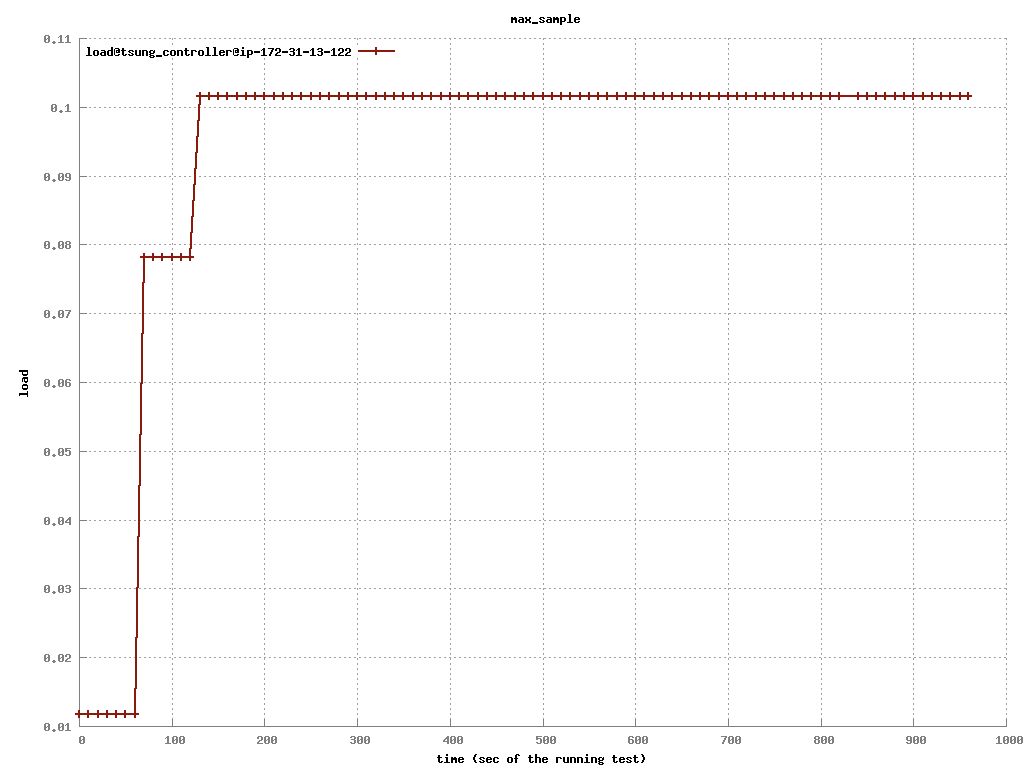 max_sample
load@tsung_controller@ip-172-31-13-122
0.11
0.1
0.09
0.08
0.07
0.06
0.05
0.04
0.03
0.02
0.01
load
0 100 200 300 400 500 600 700 800 900 1000
time (sec of the running test)